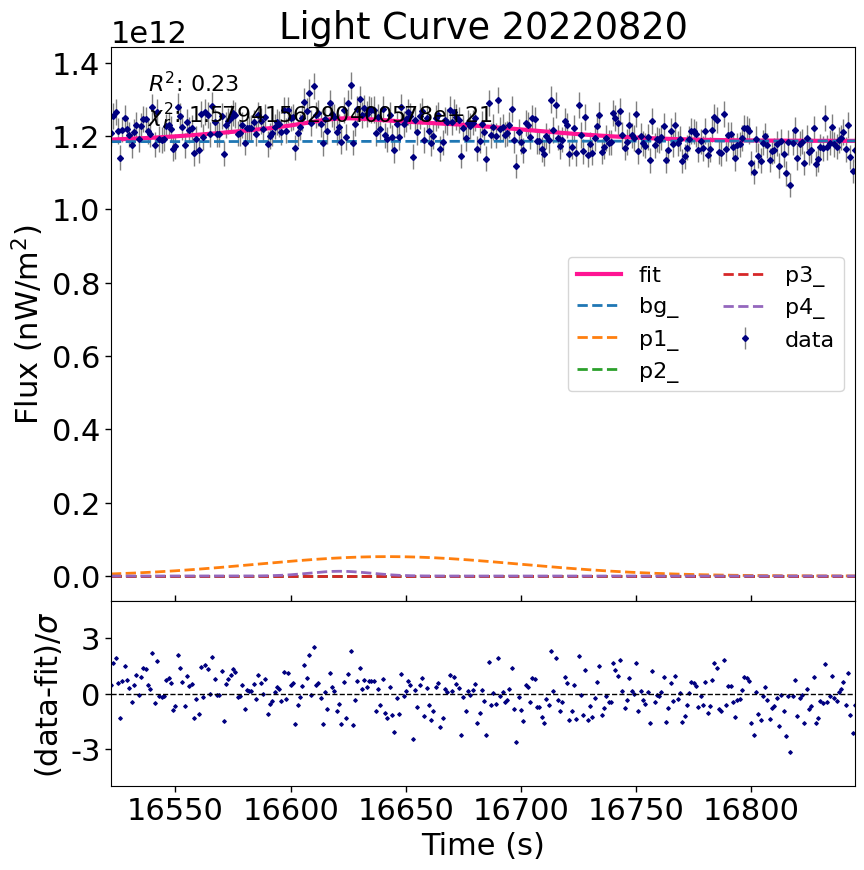 Light Curve 20220820
1e12
R²: 0.23
1.4
1.2
1.0
0.8
0.6
0.4
0.2
0.0
Flux (nW/m²)
fit
bg_
p1_
p2_
p3_
p4_
data
3
0
-3
(data-fit)/σ
16550 16600 16650 16700 16750 16800
Time (s)